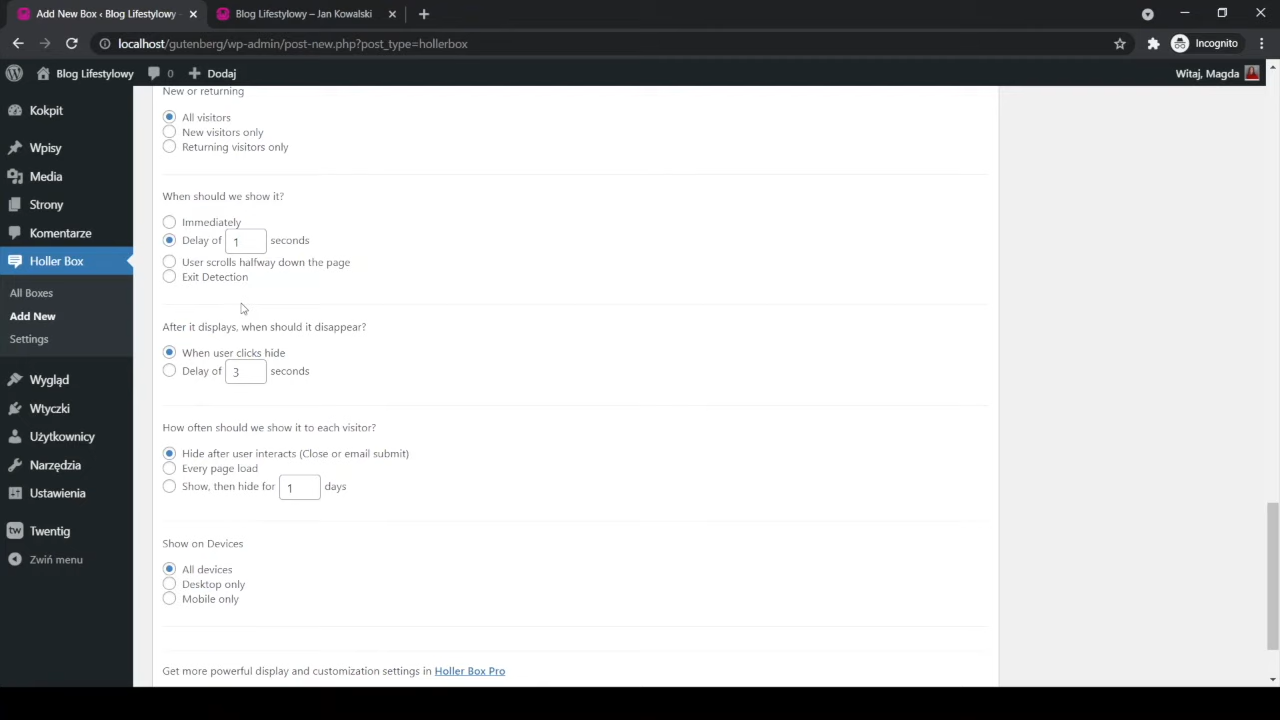 Add New Box ‹ Blog Lifestylowy
Blog Lifestylowy – Jan Kowalski
localhost/gutenberg/wp-admin/post-new.php?post_type=hollerbox
Incognito
Blog Lifestylowy
0
Dodaj
Witaj, Magda
Kokpit
Wpisy
Media
Strony
Komentarze
Holler Box
All Boxes
Add New
Settings
Wygląd
Wtyczki
Użytkownicy
Narzędzia
Ustawienia
tw Twentig
Zwiń menu
New or returning
All visitors
New visitors only
Returning visitors only
When should we show it?
Immediately
Delay of 1 seconds
User scrolls halfway down the page
Exit Detection
After it displays, when should it disappear?
When user clicks hide
Delay of 3 seconds
How often should we show it to each visitor?
Hide after user interacts (Close or email submit)
Every page load
Show, then hide for 1 days
Show on Devices
All devices
Desktop only
Mobile only
Get more powerful display and customization settings in Holler Box Pro